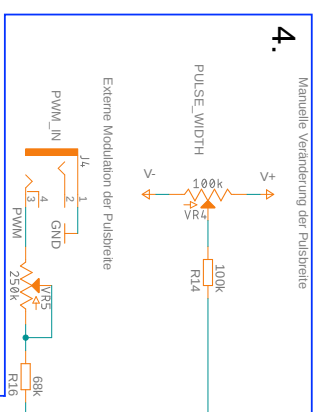 4.
Manuelle Veränderung der Pulsbreite
PULSE_WIDTH
V-
100k
V+
VR4
100k
R14
Externe Modulation der Pulsbreite
PWM_IN
J4
1
2
3
4
GND
PWM
250k
VR5
68k
R16